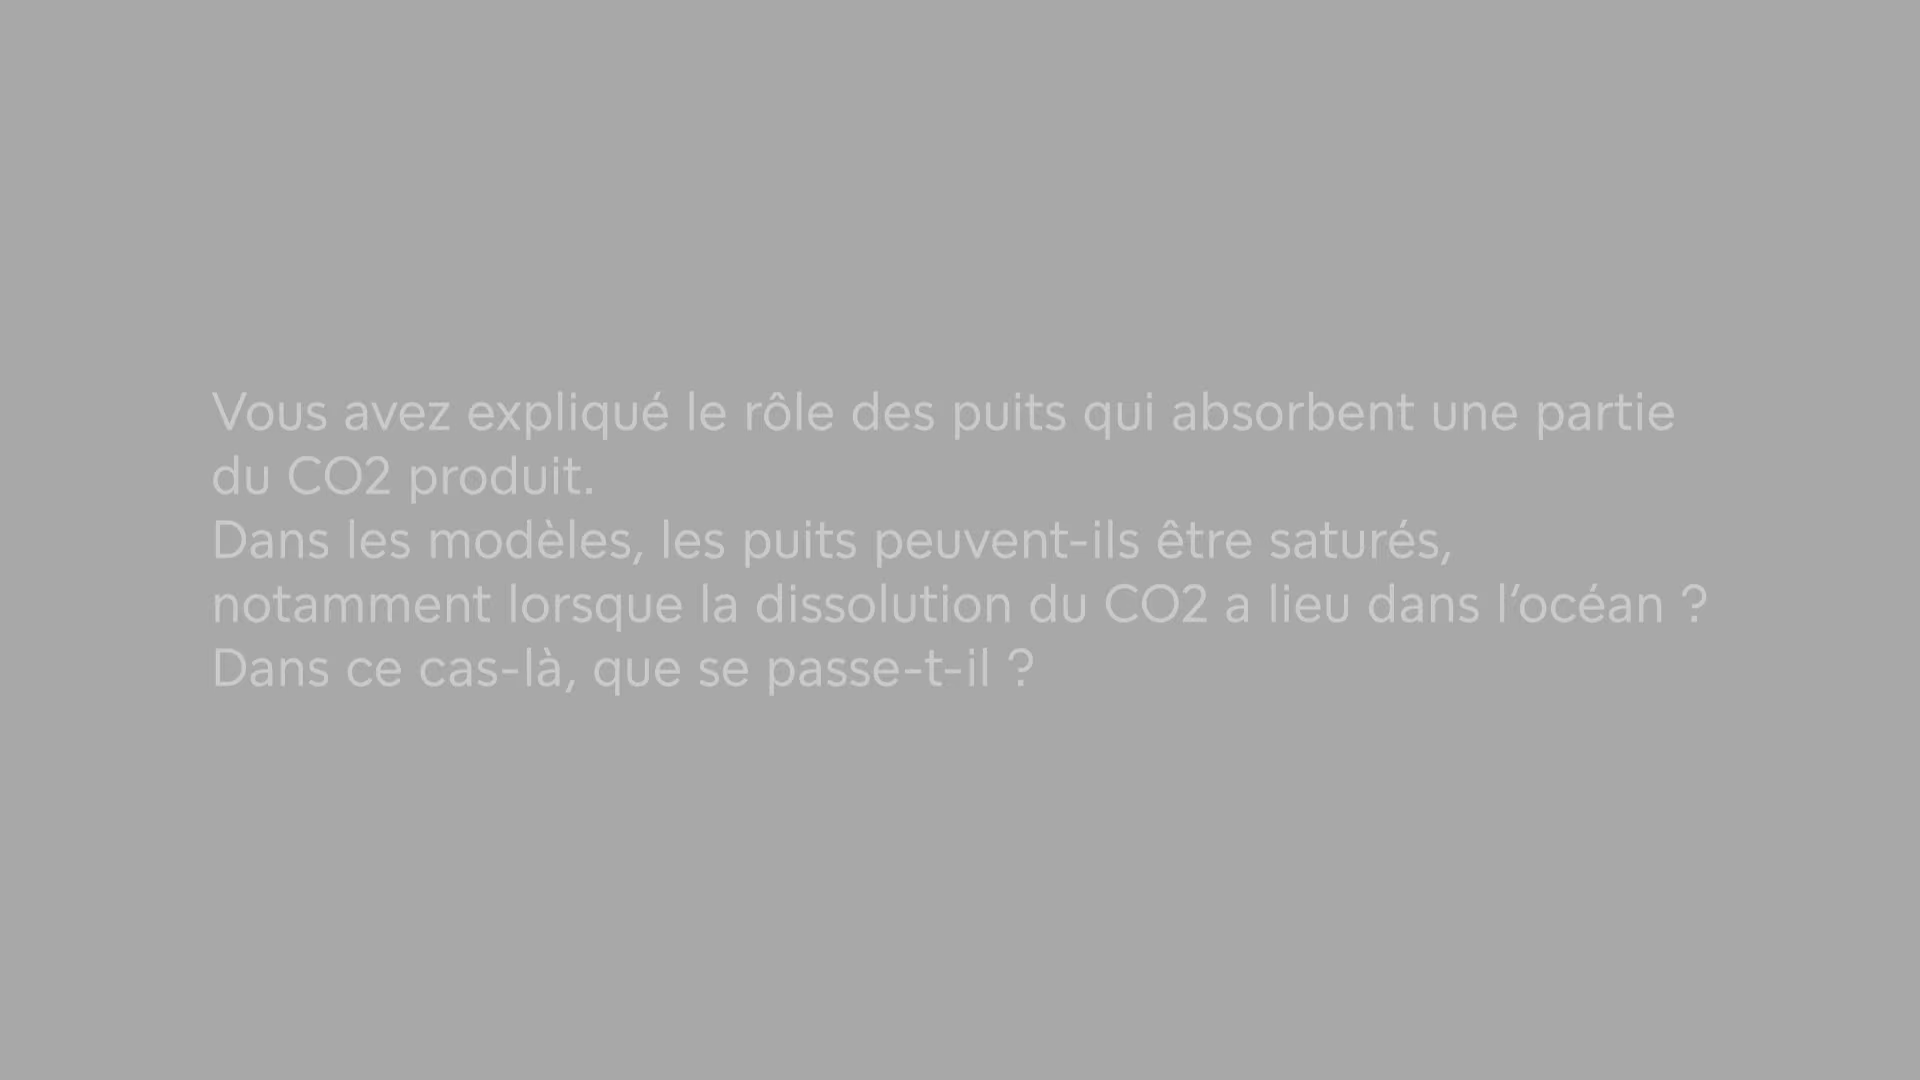 Vous avez expliqué le rôle des puits qui absorbent une partie
du CO2 produit.
Dans les modèles, les puits peuvent-ils être saturés,
notamment lorsque la dissolution du CO2 a lieu dans l’océan ?
Dans ce cas-là, que se passe-t-il ?